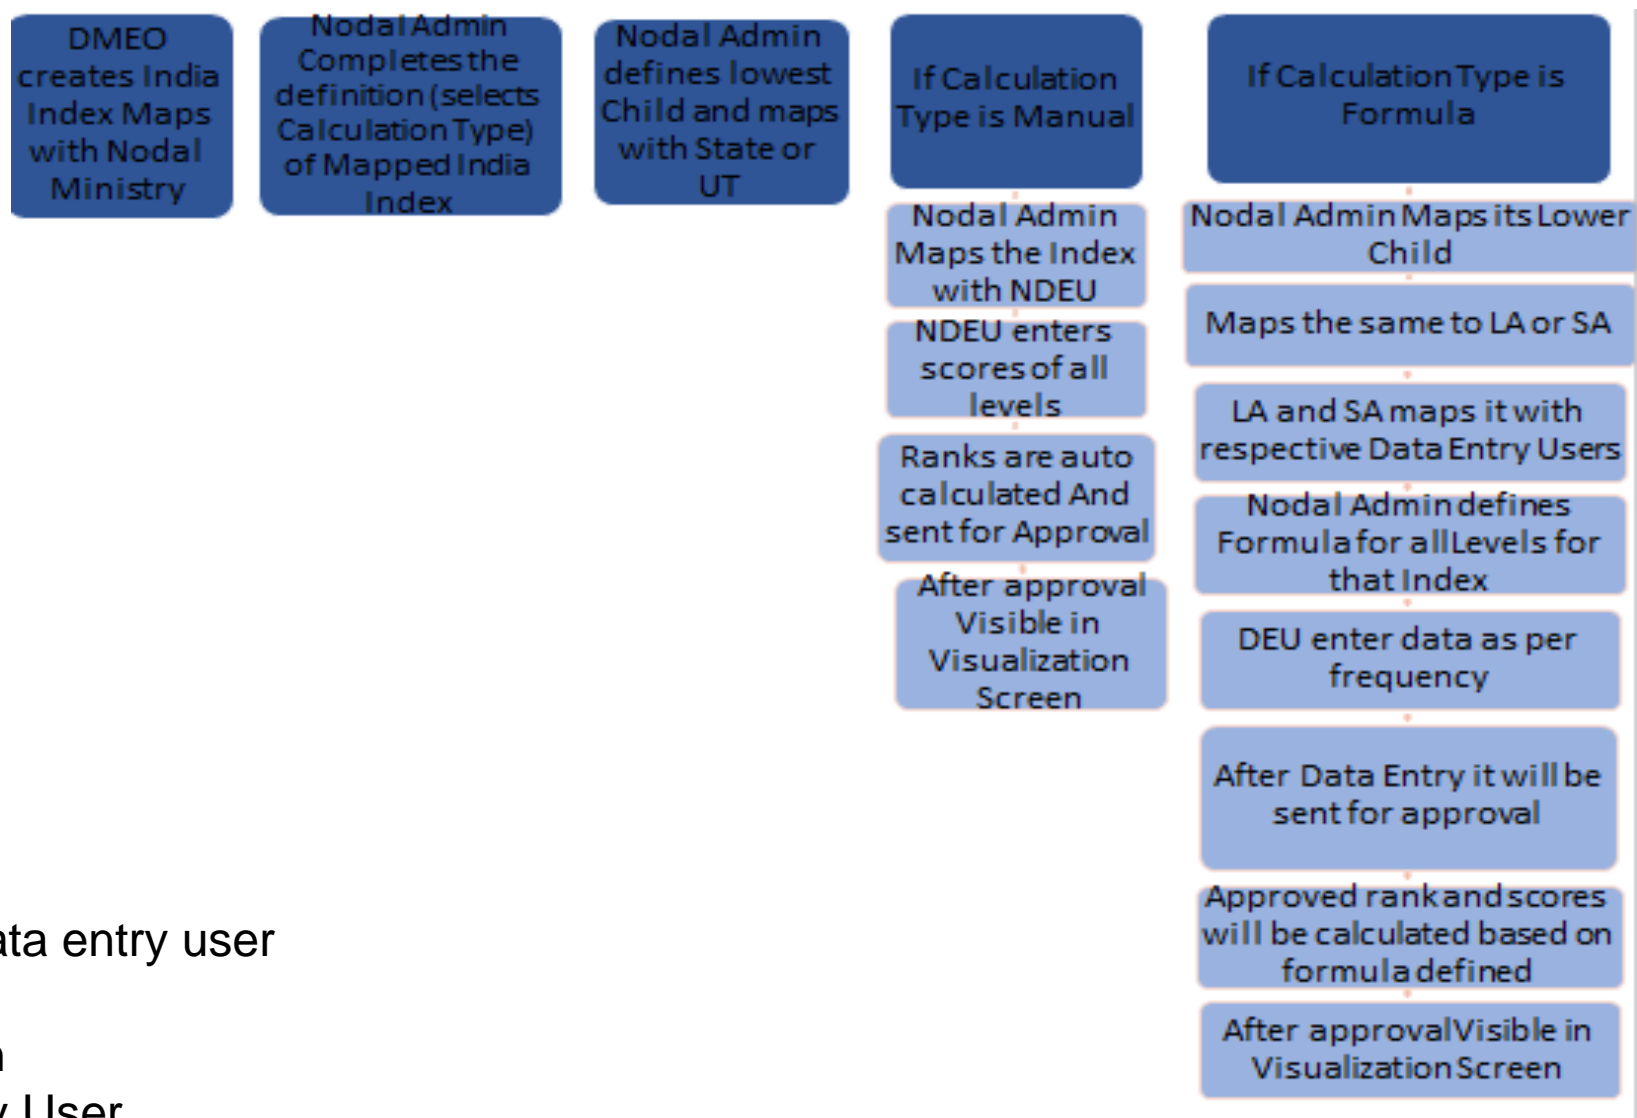 DMEO
creates India
Index Maps
with Nodal
Ministry
Nodal Admin
Completes the
definition (selects
Calculation Type)
of Mapped India
Index
Nodal Admin
defines lowest
Child and maps
with State or
UT
If Calculation
Type is Manual
Nodal Admin
Maps the Index
with NDEU
NDEU enters
scores of all
levels
Ranks are auto
calculated And
sent for Approval
After approval
Visible in
Visualization
Screen
If Calculation Type is
Formula
Nodal Admin Maps its Lower
Child
Maps the same to LA or SA
LA and SA maps it with
respective Data Entry Users
Nodal Admin defines
Formula for all Levels for
that Index
DEU enter data as per
frequency
After Data Entry it will be
sent for approval
Approved rank and scores
will be calculated based on
formula defined
After approval Visible in
Visualization Screen
entry user
User